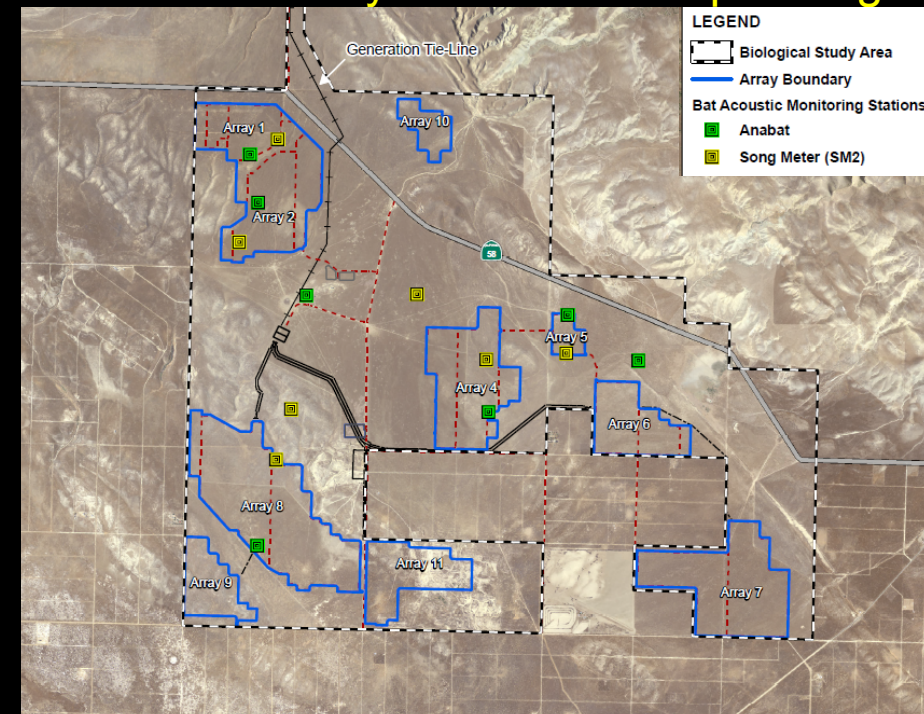 LEGEND
Biological Study Area
Array Boundary
Bat Acoustic Monitoring Stations
Anabat
Song Meter (SM2)
Generation Tie-Line
Array 10
Array 1
Array 2
58
Array 5
Array 4
Array 6
Array 8
Array 11
Array 9
Array 7